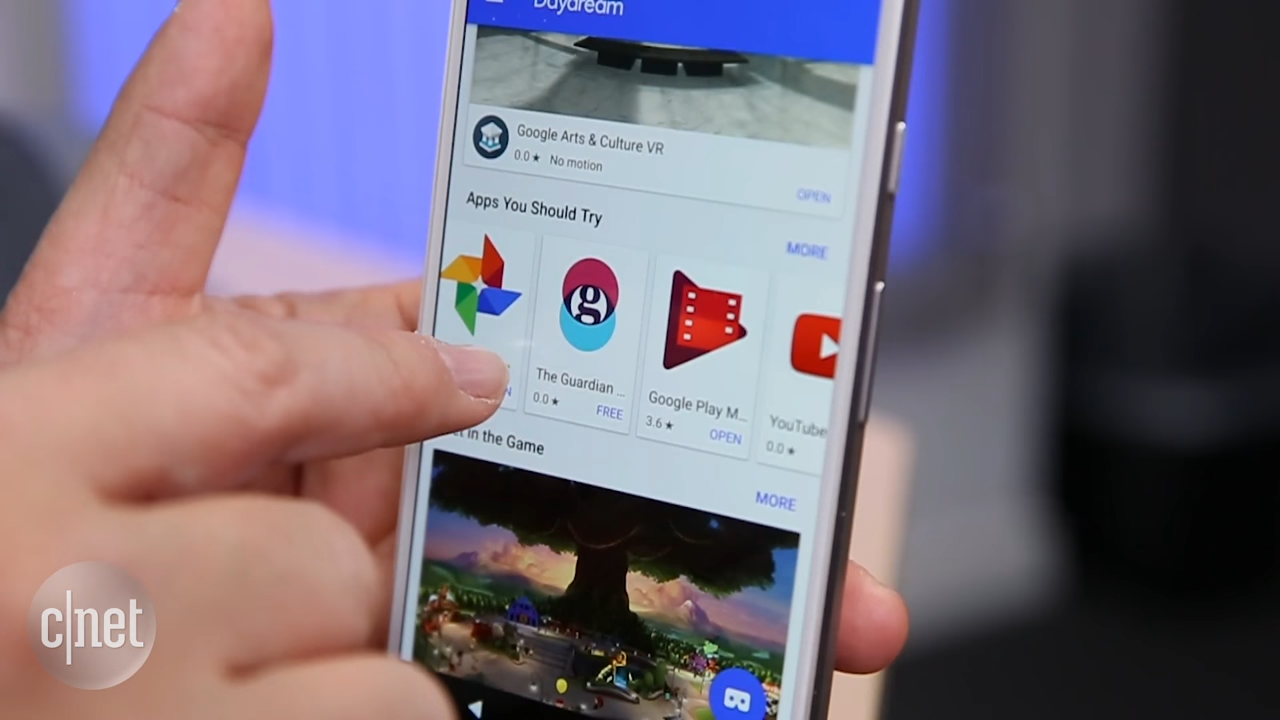 Daydream
Google Arts & Culture VR
0.0★ No motion
OPEN
Apps You Should Try
MORE
g
The Guardian ...
0.0★
FREE
Google Play M...
3.6★
OPEN
YouTube
0.0★
in the Game
MORE
c|net